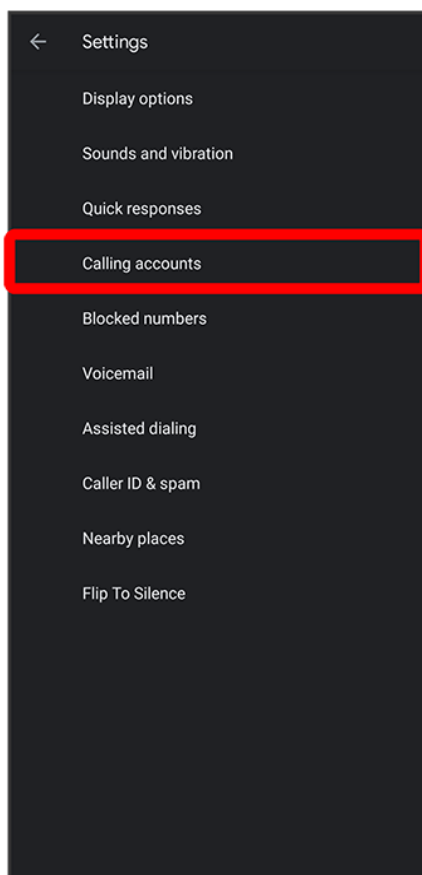 Settings
Display options
Sounds and vibration
Quick responses
Calling accounts
Blocked numbers
Voicemail
Assisted dialing
Caller ID & spam
Nearby places
Flip To Silence